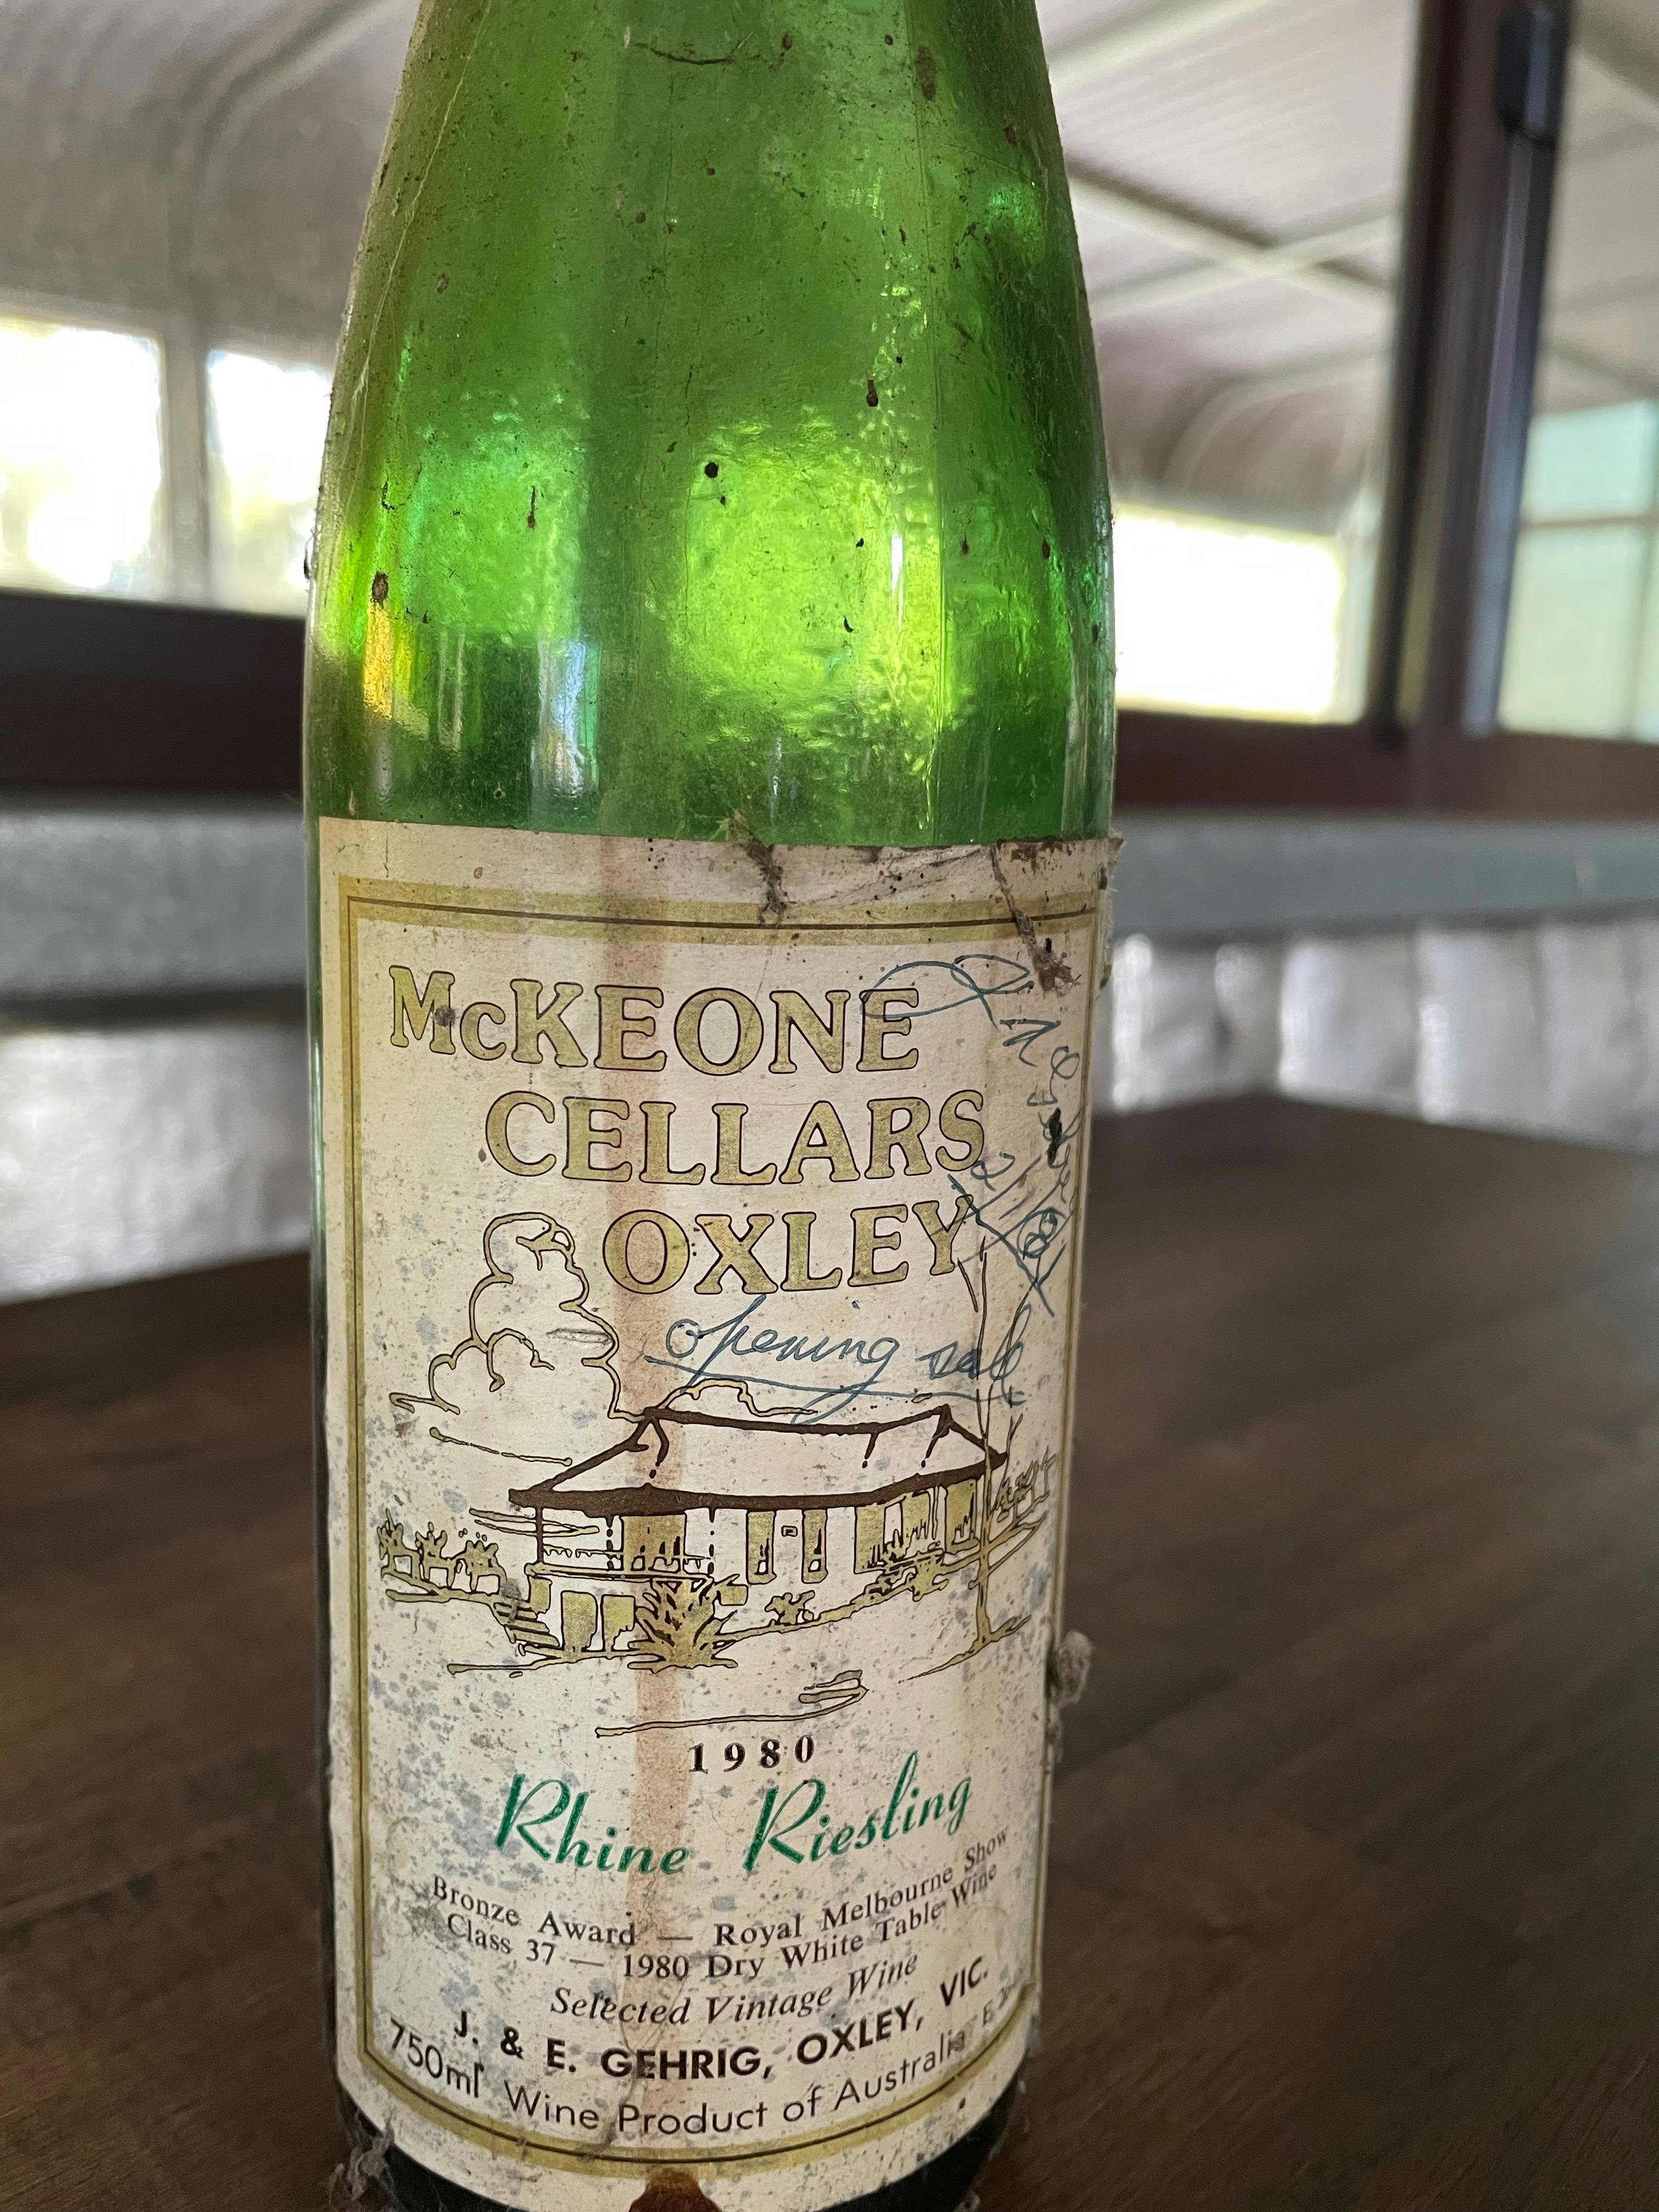 McKEONE
CELLARS
OXLEY
opening
1980
Rhine Riesling
Bronze Award — Royal Melbourne Show
Class 37 — 1980 Dry White Table Wine
Selected Vintage Wine
J. & E. GEHRIG, OXLEY, VIC.
750ml Wine Product of Australia